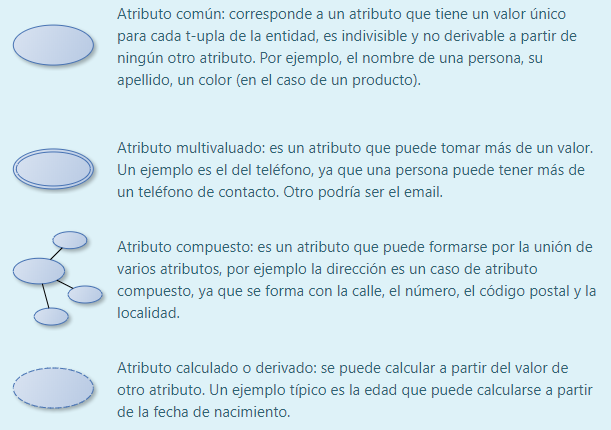 Atributo común: corresponde a un atributo que tiene un valor único
para cada t-upla de la entidad, es indivisible y no derivable a partir de
ningún otro atributo. Por ejemplo, el nombre de una persona, su
apellido, un color (en el caso de un producto).
Atributo multivaluado: es un atributo que puede tomar más de un valor.
Un ejemplo es el del teléfono, ya que una persona puede tener más de
un teléfono de contacto. Otro podría ser el email.
Atributo compuesto: es un atributo que puede formarse por la unión de
varios atributos, por ejemplo la dirección es un caso de atributo
compuesto, ya que se forma con la calle, el número, el código postal y la
localidad.
Atributo calculado o derivado: se puede calcular a partir del valor de
otro atributo. Un ejemplo típico es la edad que puede calcularse a partir
de la fecha de nacimiento.